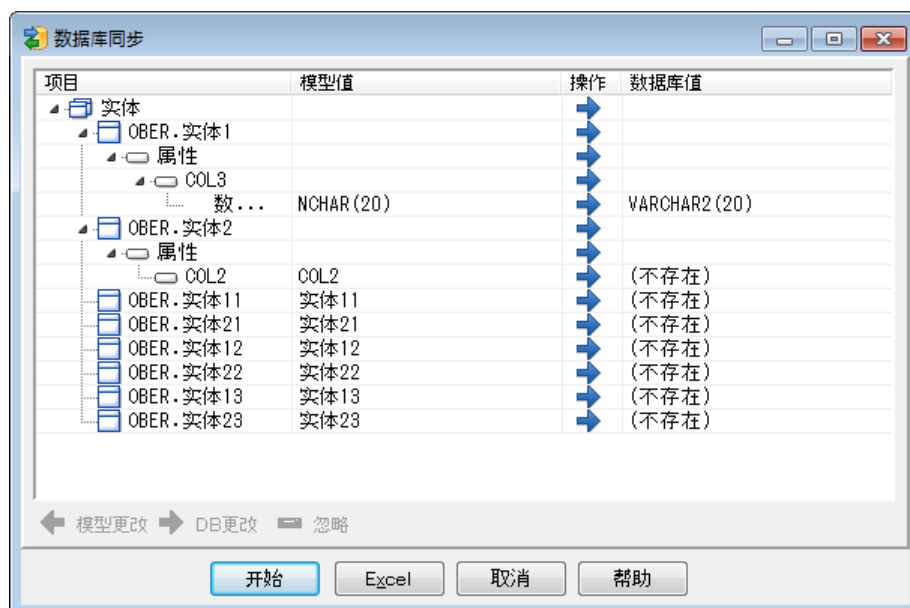 数据库同步
项目 模型值 操作 数据库值
实体
OBER.实体1
属性
COL3
数... NCHAR(20) VARCHAR2(20)
OBER.实体2
属性
COL2 COL2 (不存在)
OBER.实体11 实体11 (不存在)
OBER.实体21 实体21 (不存在)
OBER.实体12 实体12 (不存在)
OBER.实体22 实体22 (不存在)
OBER.实体13 实体13 (不存在)
OBER.实体23 实体23 (不存在)
模型更改 DB更改 忽略
开始 Excel 取消 帮助